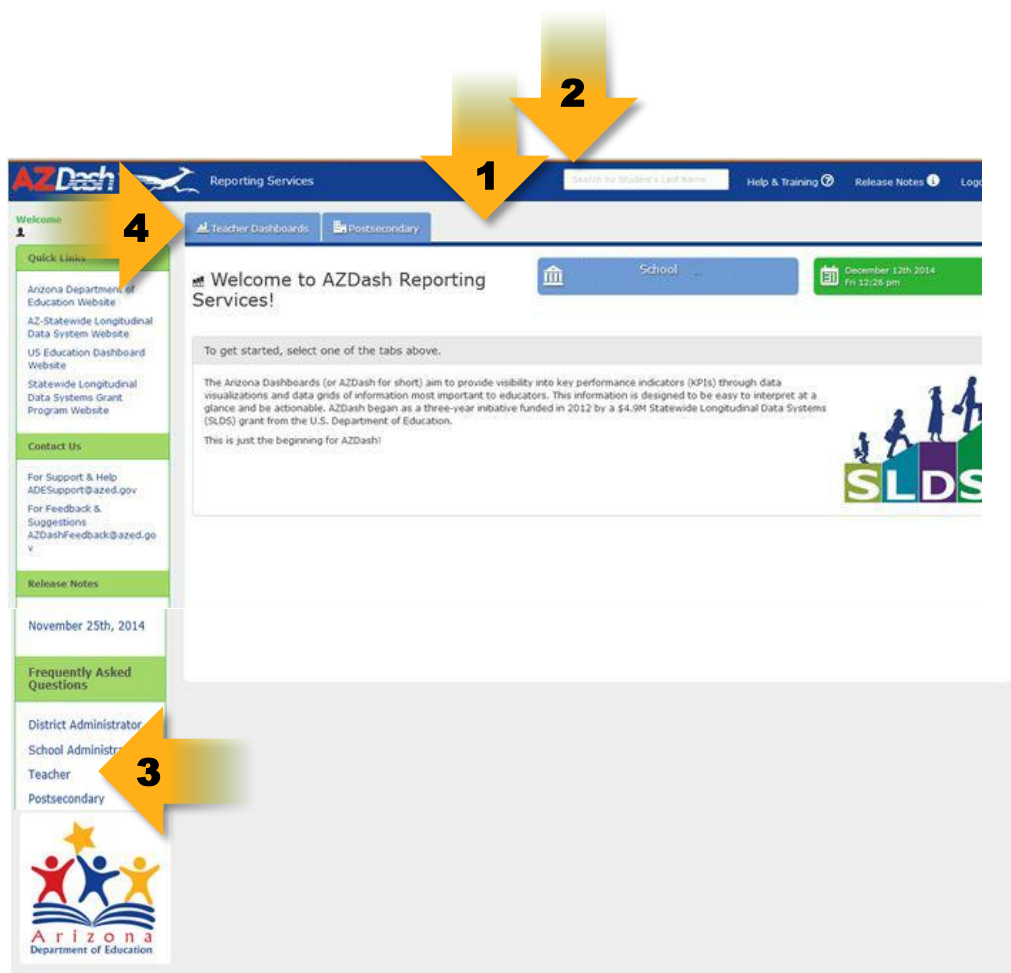 2
1
AZDash
Reporting Services
Search by Student's Last Name
Help & Training
Release Notes
Logo
Welcome
4
Teacher Dashboards
Postsecondary
Quick Links
Arizona Department of
Education Website
AZ-Statewide Longitudinal
Data System Website
US Education Dashboard
Website
Statewide Longitudinal
Data Systems Grant
Program Website
Contact Us
For Support & Help
ADESupport@azed.gov
For Feedback &
Suggestions
AZDashFeedback@azed.go
v
Release Notes
November 25th, 2014
Frequently Asked
Questions
District Administrator
School Administra
Teacher
Postsecondary
3
Arizona
Department of Education
Welcome to AZDash Reporting
Services!
School
December 12th 2014
Fri 12:26 pm
To get started, select one of the tabs above.
The Arizona Dashboards (or AZDash for short) aim to provide visibility into key performance indicators (KPIs) through data
visualizations and data grids of information most important to educators. This information is designed to be easy to interpret at a
glance and be actionable. AZDash began as a three-year initiative funded in 2012 by a $4.9M Statewide Longitudinal Data Systems
(SLDS) grant from the U.S. Department of Education.
This is just the beginning for AZDash!
SLDS